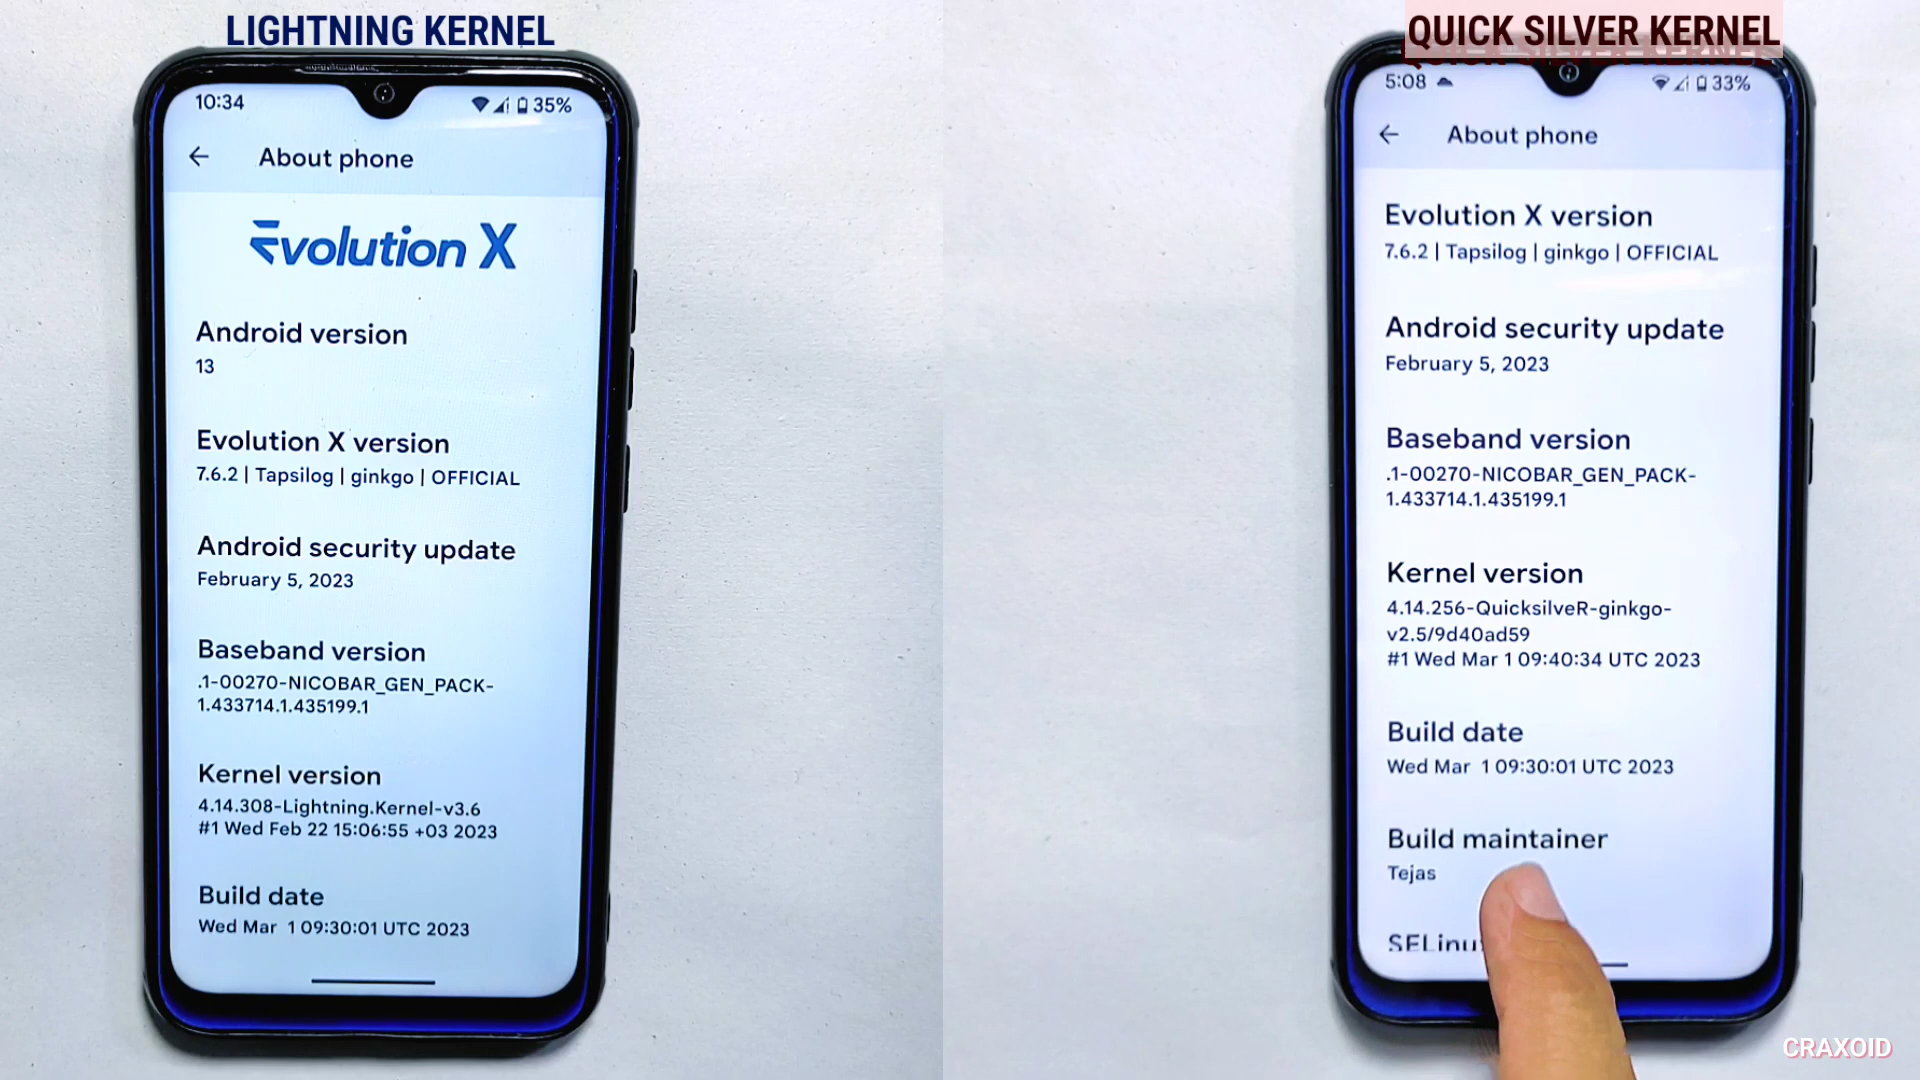 LIGHTNING KERNEL
10:34
35%
About phone
Evolution X
Android version
13
Evolution X version
7.6.2 | Tapsilog | ginkgo | OFFICIAL
Android security update
February 5, 2023
Baseband version
.1-00270-NICOBAR_GEN_PACK-
1.433714.1.435199.1
Kernel version
4.14.308-Lightning.Kernel-v3.6
#1 Wed Feb 22 15:06:55 +03 2023
Build date
Wed Mar  1 09:30:01 UTC 2023
QUICK SILVER KERNEL
5:08
33%
About phone
Evolution X version
7.6.2 | Tapsilog | ginkgo | OFFICIAL
Android security update
February 5, 2023
Baseband version
.1-00270-NICOBAR_GEN_PACK-
1.433714.1.435199.1
Kernel version
4.14.256-QuicksilveR-ginkgo-
v2.5/9d40ad59
#1 Wed Mar 1 09:40:34 UTC 2023
Build date
Wed Mar  1 09:30:01 UTC 2023
Build maintainer
Tejas
CRAXOID